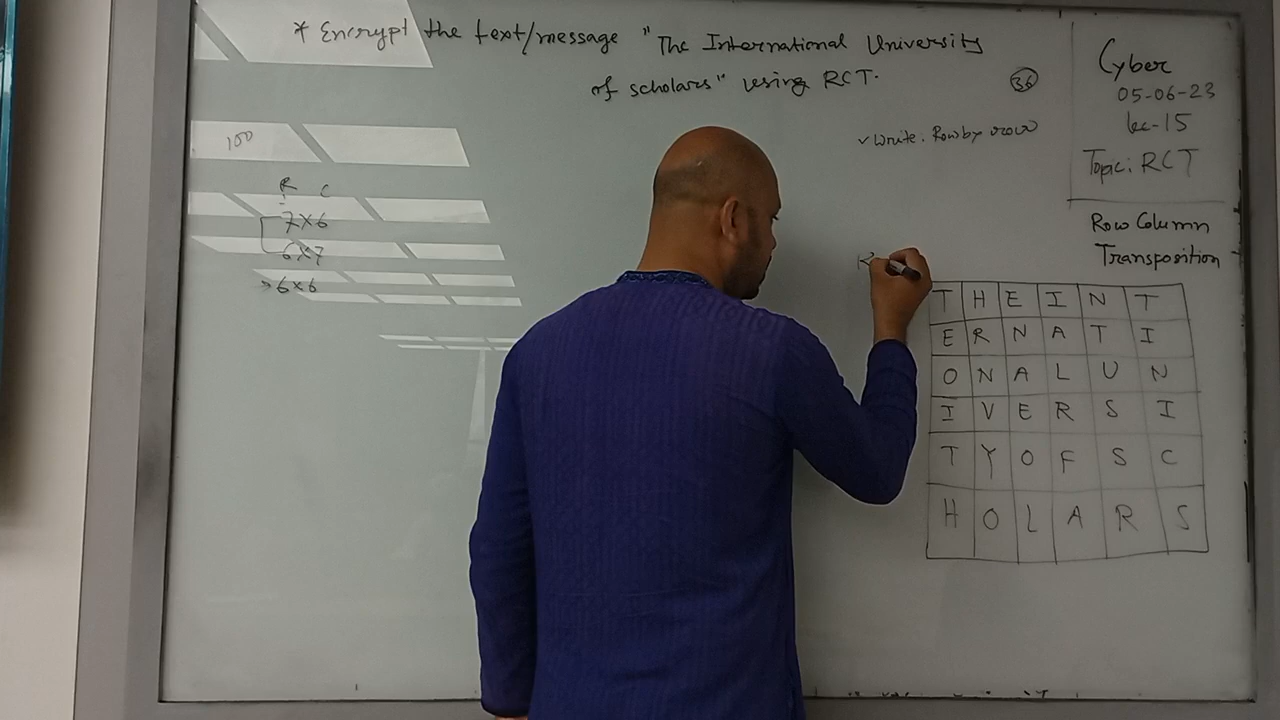 * Encrypt the text/message "The International University
of scholars" using RCT.
36
✓ Write. Row by row
Cyber
05-06-23
Lec-15
Topic: RCT
Row Column
Transposition
100
R C
7×6
6×7
6×6
T H E I N T
E R N A T I
O N A L U N
I V E R S I
T Y O F S C
H O L A R S